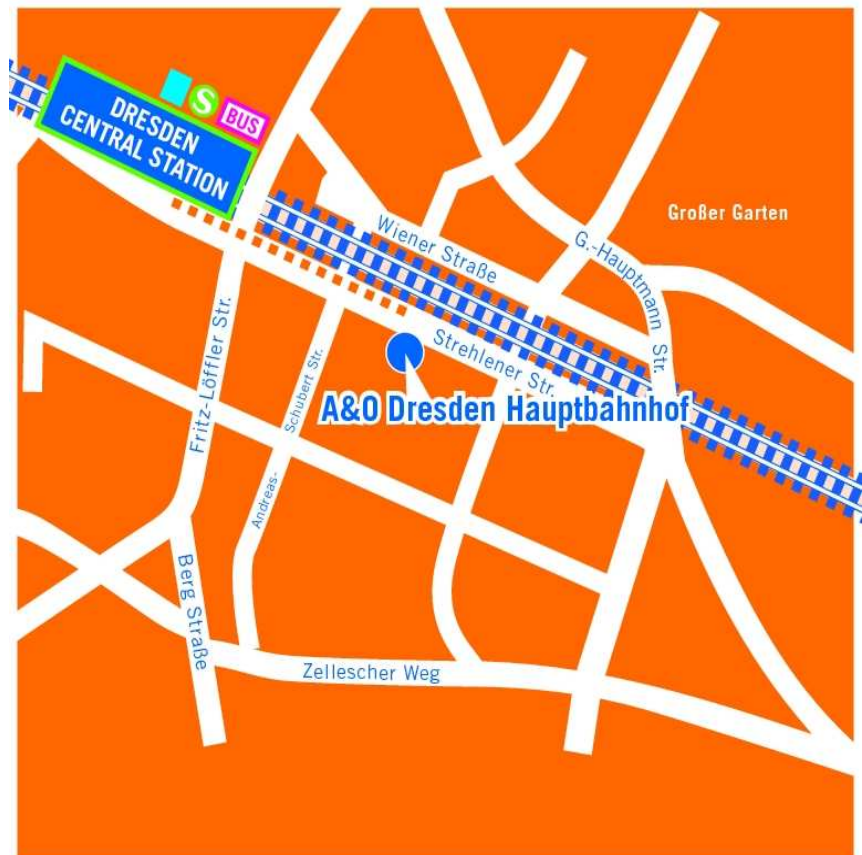 DRESDEN
CENTRAL STATION
S
BUS
Großer Garten
Wiener Straße
G.-Hauptmann Str.
Strehlener Str.
Fritz-Löffler Str.
Andreas- Schubert Str.
A&O Dresden Hauptbahnhof
Berg Straße
Zellescher Weg